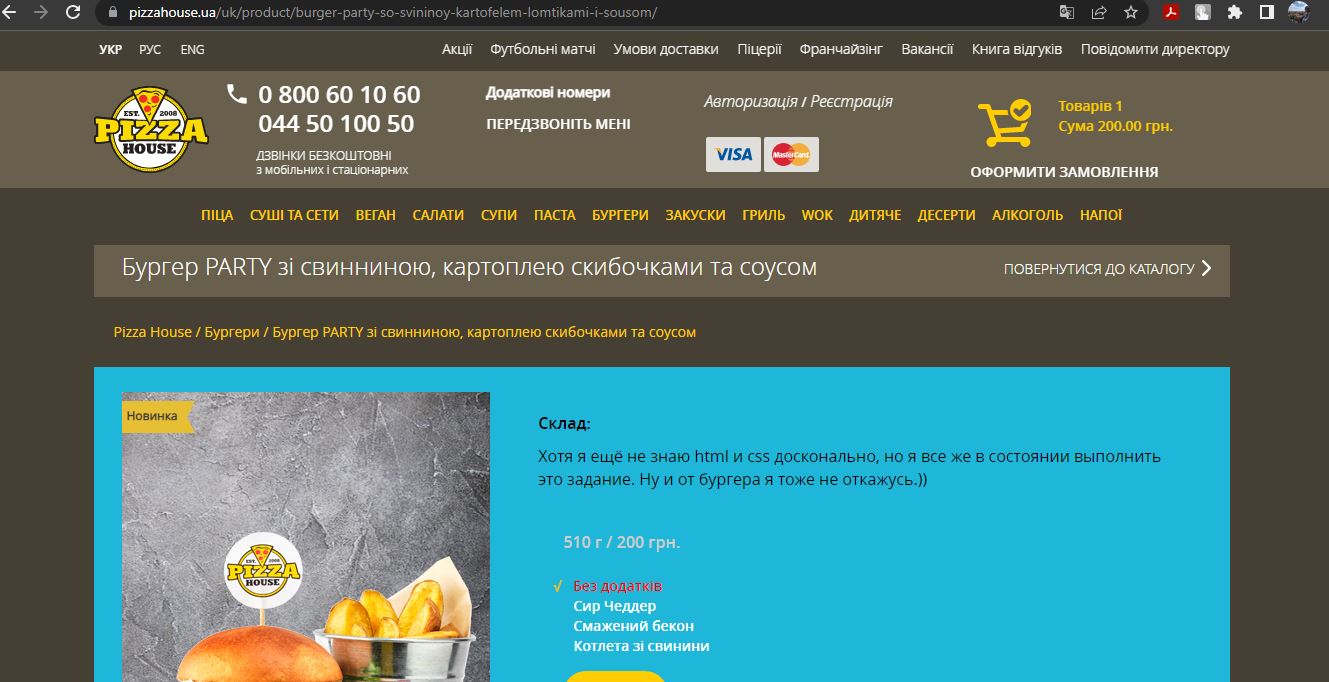 pizzahouse.ua/uk/product/burger-party-so-svininoy-kartofelem-lomtikami-i-sousom/
УКР РУС ENG
Акції Футбольні матчі Умови доставки Піцерії Франчайзінг Вакансії Книга відгуків Повідомити директору
EST. 2008
PIZZA
HOUSE
0 800 60 10 60
044 50 100 50
ДЗВІНКИ БЕЗКОШТОВНІ
з мобільних і стаціонарних
Додаткові номери
ПЕРЕДЗВОНІТЬ МЕНІ
Авторизація / Реєстрація
VISA MasterCard
Товарів 1
Сума 200.00 грн.
ОФОРМИТИ ЗАМОВЛЕННЯ
ПІЦА СУШІ ТА СЕТИ ВЕГАН САЛАТИ СУПИ ПАСТА БУРГЕРИ ЗАКУСКИ ГРИЛЬ WOK ДИТЯЧЕ ДЕСЕРТИ АЛКОГОЛЬ НАПОЇ
Бургер PARTY зі свинниною, картоплею скибочками та соусом
ПОВЕРНУТИСЯ ДО КАТАЛОГУ
Pizza House / Бургери / Бургер PARTY зі свинниною, картоплею скибочками та соусом
Новинка
EST. 2008
PIZZA
HOUSE
Склад:
Хотя я ещё не знаю html и css досконально, но я все же в состоянии выполнить
это задание. Ну и от бургера я тоже не откажусь.))
510 г / 200 грн.
√ Без додатків
Сир Чеддер
Смажений бекон
Котлета зі свинини